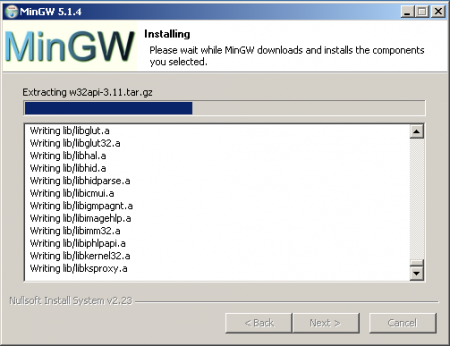 MinGW 5.1.4
MinGW
Installing
Please wait while MinGW downloads and installs the components
you selected.
Extracting w32api-3.11.tar.gz
Writing lib/libglut.a
Writing lib/libglut32.a
Writing lib/libhal.a
Writing lib/libhid.a
Writing lib/libhidparse.a
Writing lib/libicmui.a
Writing lib/libigmpagnt.a
Writing lib/libimagehlp.a
Writing lib/libimm32.a
Writing lib/libiphlpapi.a
Writing lib/libkernel32.a
Writing lib/libksproxy.a
Nullsoft Install System v2.23
< Back
Next >
Cancel